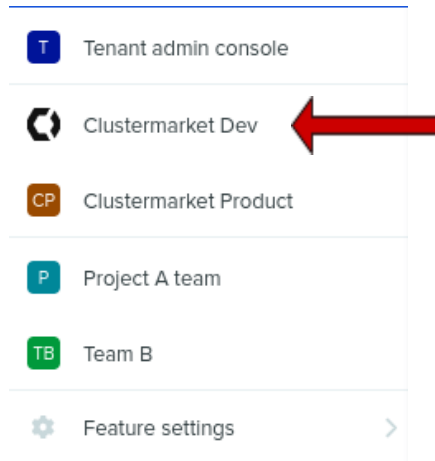 T Tenant admin console
Clustermarket Dev
CP Clustermarket Product
P Project A team
TB Team B
Feature settings